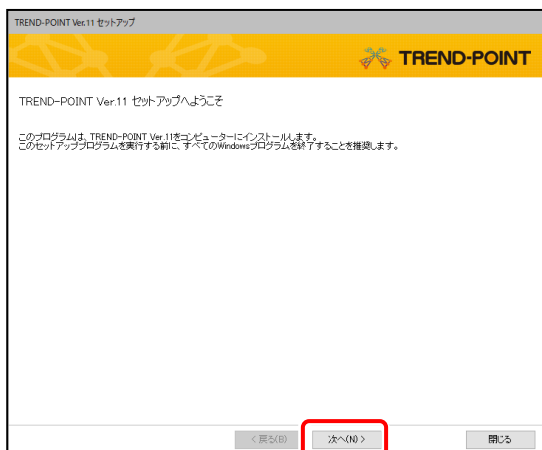 TREND-POINT Ver.11 セットアップ
TREND-POINT
TREND-POINT Ver.11 セットアップへようこそ
このプログラムは、TREND-POINT Ver.11をコンピューターにインストールします。
このセットアッププログラムを実行する前に、すべてのWindowsプログラムを終了することを推奨します。
< 戻る(B)
次へ(N) >
閉じる